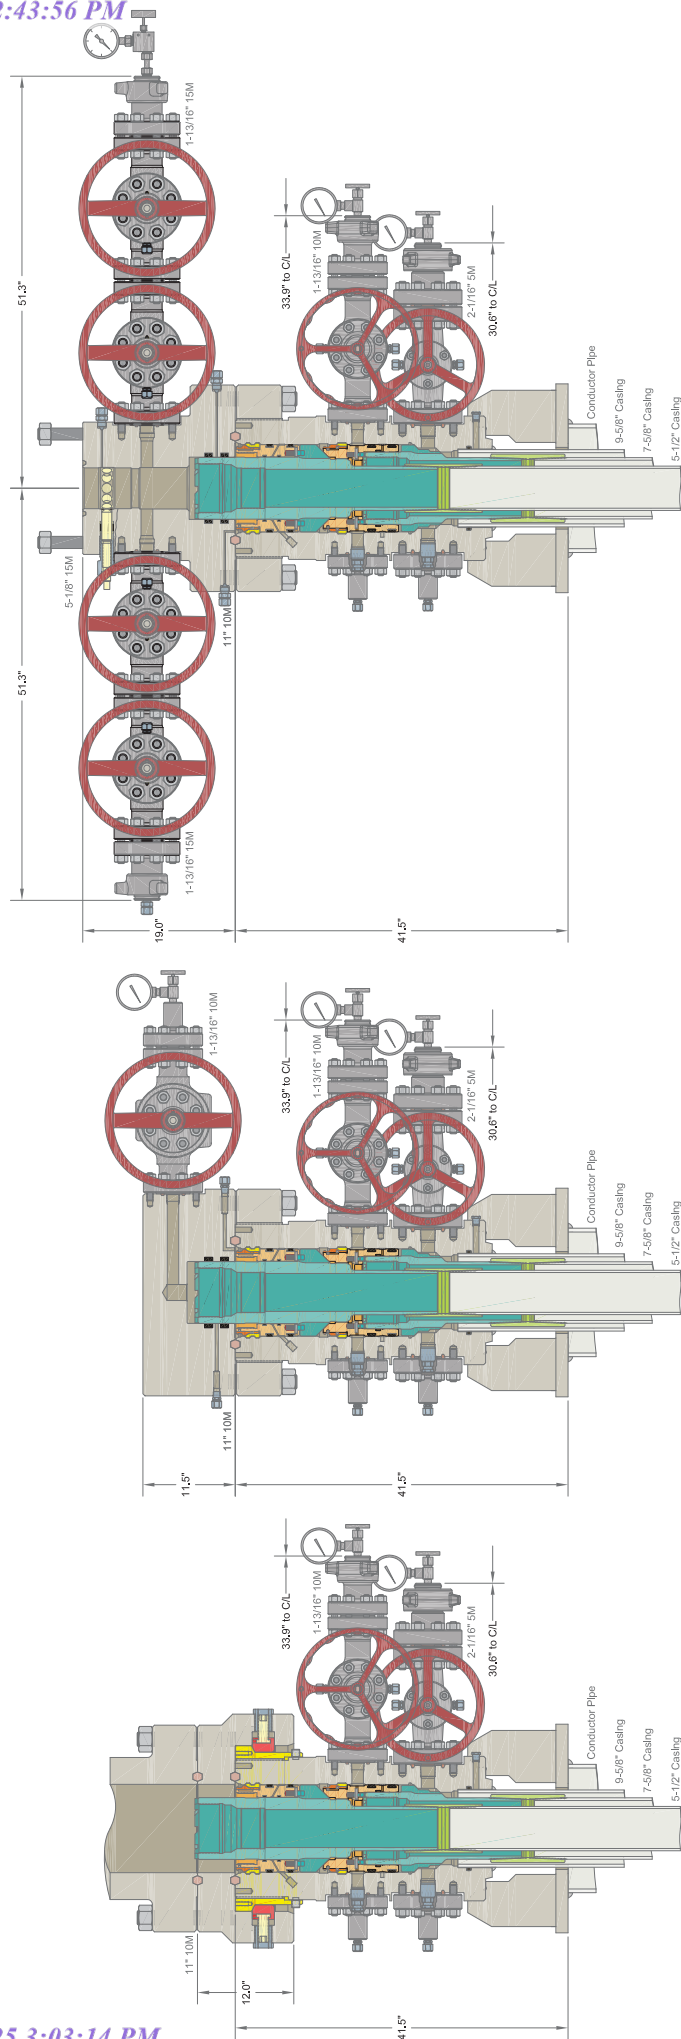 2:43:56 PM
1-13/16" 15M
51.3"
33.9" to C/L
1-13/16" 10M
2-1/16" 5M
30.6" to C/L
Conductor Pipe
9-5/8" Casing
7-5/8" Casing
5-1/2" Casing
5-1/8" 15M
11" 10M
51.3"
1-13/16" 15M
19.0"
41.5"
1-13/16" 10M
33.9" to C/L
1-13/16" 10M
2-1/16" 5M
30.6" to C/L
Conductor Pipe
9-5/8" Casing
7-5/8" Casing
5-1/2" Casing
11" 10M
11.5"
41.5"
33.9" to C/L
1-13/16" 10M
2-1/16" 5M
30.6" to C/L
Conductor Pipe
9-5/8" Casing
7-5/8" Casing
5-1/2" Casing
11" 10M
12.0"
41.5"
25 3:03:14 PM